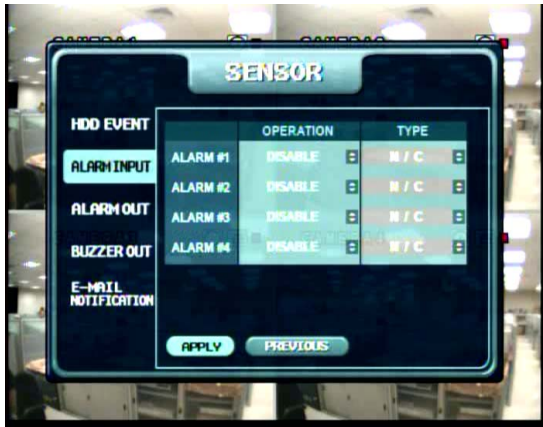 SENSOR
HDD EVENT
ALARM INPUT
ALARM OUT
BUZZER OUT
E-MAIL
NOTIFICATION
OPERATION TYPE
ALARM #1 DISABLE N / C
ALARM #2 DISABLE N / C
ALARM #3 DISABLE N / C
ALARM #4 DISABLE N / C
APPLY PREVIOUS